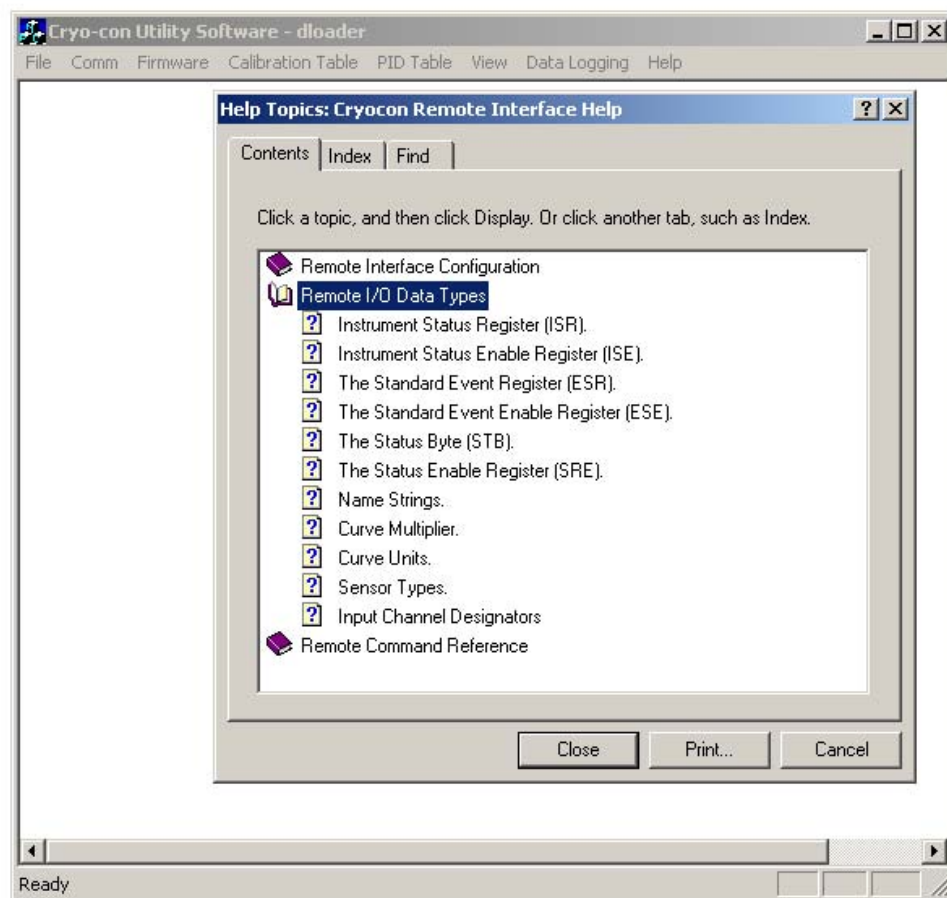 Cryo-con Utility Software - dloader
File Comm Firmware Calibration Table PID Table View Data Logging Help
Help Topics: Cryocon Remote Interface Help
Contents Index Find
Click a topic, and then click Display. Or click another tab, such as Index.
Remote Interface Configuration
Remote I/O Data Types
? Instrument Status Register (ISR).
? Instrument Status Enable Register (ISE).
? The Standard Event Register (ESR).
? The Standard Event Enable Register (ESE).
? The Status Byte (STB).
? The Status Enable Register (SRE).
? Name Strings.
? Curve Multiplier.
? Curve Units.
? Sensor Types.
? Input Channel Designators
Remote Command Reference
Close Print... Cancel
Ready